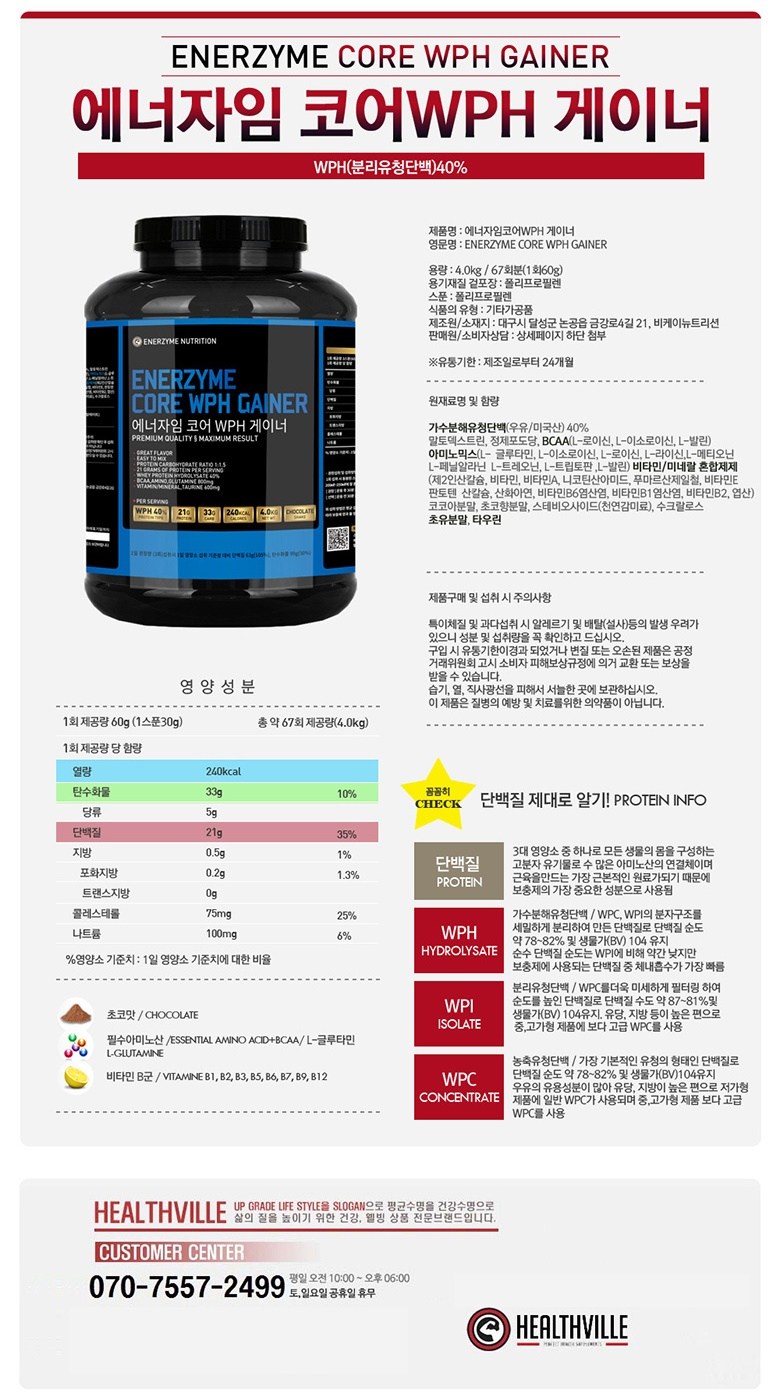 ENERZYME CORE WPH GAINER
에너자임 코어WPH 게이너
WPH(분리유청단백)40%
ENERZYME NUTRITION
ENERZYME
CORE WPH GAINER
에너자임 코어 WPH 게이너
PREMIUM QUALITY § MAXIMUM RESULT
GREAT FLAVOR
EASY TO MIX
PROTEIN CARBOHYDRATE RATIO 1:1.5
21 GRAMS OF PROTEIN PER SERVING
WHEY PROTEIN HYDROLYSATE 40%
BCAA,AMINO,GLUTAMINE 800mg
VITAMIN/MINERAL,TAURINE 600mg
PER SERVING
WPH 40% 21g 33g 240kcal 4.0kg CHOCOLATE
PROTEIN TYPE PROTEIN CARB CALORIES NET WT SHAKE
제품명 : 에너자임코어WPH 게이너
영문명 : ENERZYME CORE WPH GAINER
용량 : 4.0kg / 67회분(1회60g)
용기재질 겉포장 : 폴리프로필렌
스푼 : 폴리프로필렌
식품의 유형 : 기타가공품
제조원/소재지 : 대구시 달성군 논공읍 금강로4길 21, 비케이뉴트리션
판매원/소비자상담 : 상세페이지 하단 첨부
※유통기한 : 제조일로부터 24개월
원재료명 및 함량
가수분해유청단백(우유/미국산) 40%
말토덱스트린, 정제포도당, BCAA(L-로이신, L-이소로이신, L-발린)
아미노믹스(L- 글루타민, L-이소로이신, L-로이신, L-라이신,L-메티오닌
L-페닐알라닌 L-트레오닌, L-트립토판 ,L-발린) 비타민/미네랄 혼합제제
(제2인산칼슘, 비타민, 비타민A, 니코틴산아미드, 푸마르산제일철, 비타민E
판토텐 산칼슘, 산화아연, 비타민B6염산염, 비타민B1염산염, 비타민B2, 엽산)
코코아분말, 초코향분말, 스테비오사이드(천연감미료), 수크랄로스
초유분말, 타우린
제품구매 및 섭취 시 주의사항
특이체질 및 과다섭취 시 알레르기 및 배탈(설사)등의 발생 우려가
있으니 성분 및 섭취량을 꼭 확인하고 드십시오.
구입 시 유통기한이경과 되었거나 변질 또는 오손된 제품은 공정
거래위원회 고시 소비자 피해보상규정에 의거 교환 또는 보상을
받을 수 있습니다.
습기, 열, 직사광선을 피해서 서늘한 곳에 보관하십시오.
이 제품은 질병의 예방 및 치료를위한 의약품이 아닙니다.
영 양 성 분
1회 제공량 60g (1스푼30g) 총 약 67회 제공량(4.0kg)
1회 제공량 당 함량
열량 240kcal
탄수화물 33g 10%
당류 5g
단백질 21g 35%
지방 0.5g 1%
포화지방 0.2g 1.3%
트랜스지방 0g
콜레스테롤 75mg 25%
나트륨 100mg 6%
%영양소 기준치 : 1일 영양소 기준치에 대한 비율
초코맛 / CHOCOLATE
필수아미노산 /ESSENTIAL AMINO ACID+BCAA/ L-글루타민
L-GLUTAMINE
비타민 B군 / VITAMINE B1, B2, B3, B5, B6, B7, B9, B12
꼼꼼히
CHECK
단백질 제대로 알기! PROTEIN INFO
단백질
PROTEIN
3대 영양소 중 하나로 모든 생물의 몸을 구성하는
고분자 유기물로 수 많은 아미노산의 연결체이며
근육을만드는 가장 근본적인 원료가되기 때문에
보충제의 가장 중요한 성분으로 사용됨
WPH
HYDROLYSATE
가수분해유청단백 / WPC, WPI의 분자구조를
세밀하게 분리하여 만든 단백질로 단백질 순도
약 78~82% 및 생물가(BV) 104 유지
순수 단백질 순도는 WPI에 비해 약간 낮지만
보충제에 사용되는 단백질 중 체내흡수가 가장 빠름
WPI
ISOLATE
분리유청단백 / WPC를더욱 미세하게 필터링 하여
순도를 높인 단백질로 단백질 수도 약 87~81%및
생물가(BV) 104유지. 유당, 지방 등이 높은 편으로
중,고가형 제품에 보다 고급 WPC를 사용
WPC
CONCENTRATE
농축유청단백 / 가장 기본적인 유청의 형태인 단백질로
단백질 순도 약 78~82% 및 생물가(BV)104유지
우유의 유용성분이 많아 유당, 지방이 높은 편으로 저가형
제품에 일반 WPC가 사용되며 중,고가형 제품 보다 고급
WPC를 사용
HEALTHVILLE
UP GRADE LIFE STYLE을 SLOGAN으로 평균수명을 건강수명으로
삶의 질을 높이기 위한 건강, 웰빙 상품 전문브랜드입니다.
CUSTOMER CENTER
070-7557-2499
평일 오전 10:00 ~ 오후 06:00
토,일요일 공휴일 휴무
HEALTHVILLE